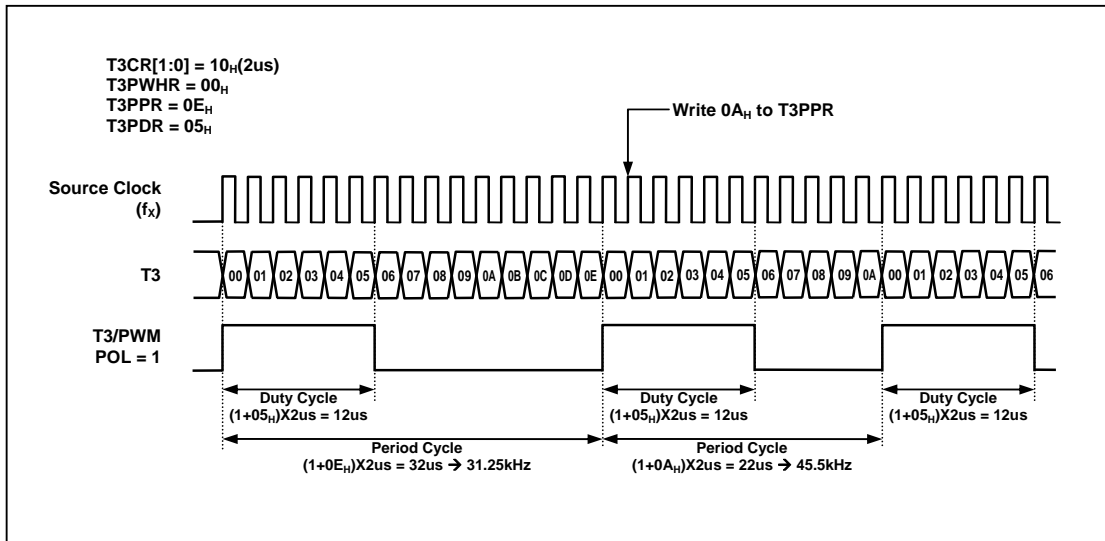 T3CR[1:0] = 10H(2us)
T3PWHR = 00H
T3PPR = 0EH
T3PDR = 05H
Write 0AH to T3PPR
Source Clock
(fX)
T3
00 01 02 03 04 05 06 07 08 09 0A 0B 0C 0D 0E 00 01 02 03 04 05 06 07 08 09 0A 00 01 02 03 04 05 06
T3/PWM
POL = 1
Duty Cycle
(1+05H)X2us = 12us
Duty Cycle
(1+05H)X2us = 12us
Duty Cycle
(1+05H)X2us = 12us
Period Cycle
(1+0EH)X2us = 32us → 31.25kHz
Period Cycle
(1+0AH)X2us = 22us → 45.5kHz